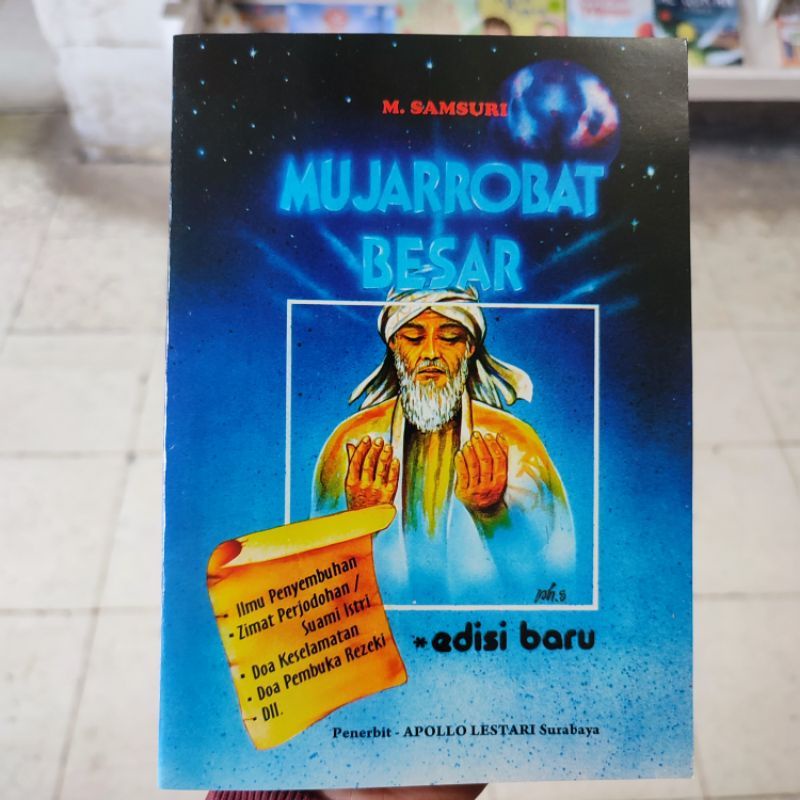 M. SAMSURI
MUJARROBAT
BESAR
• Ilmu Penyembuhan
• Zimat Perjodohan /
Suami Istri
• Doa Keselamatan
• Doa Pembuka Rezeki
• Dll.
*edisi baru
Penerbit - APOLLO LESTARI Surabaya